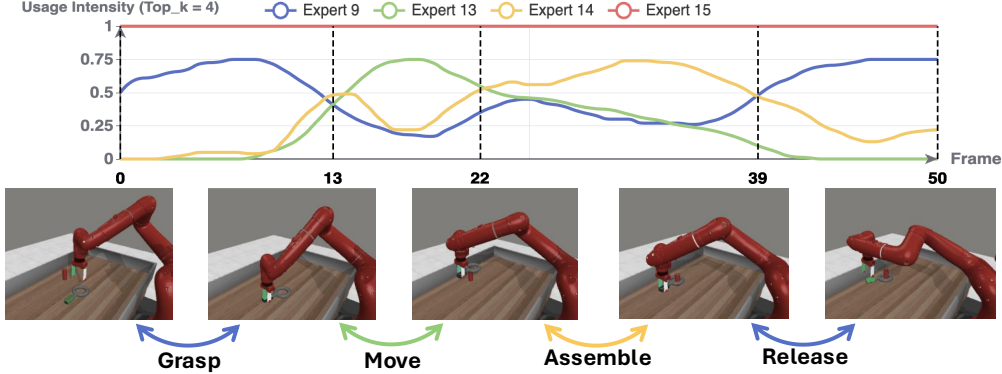 Usage Intensity (Top_k = 4)
Expert 9 Expert 13 Expert 14 Expert 15
1
0.75
0.5
0.25
0
Frame
0 13 22 39 50
Grasp Move Assemble Release